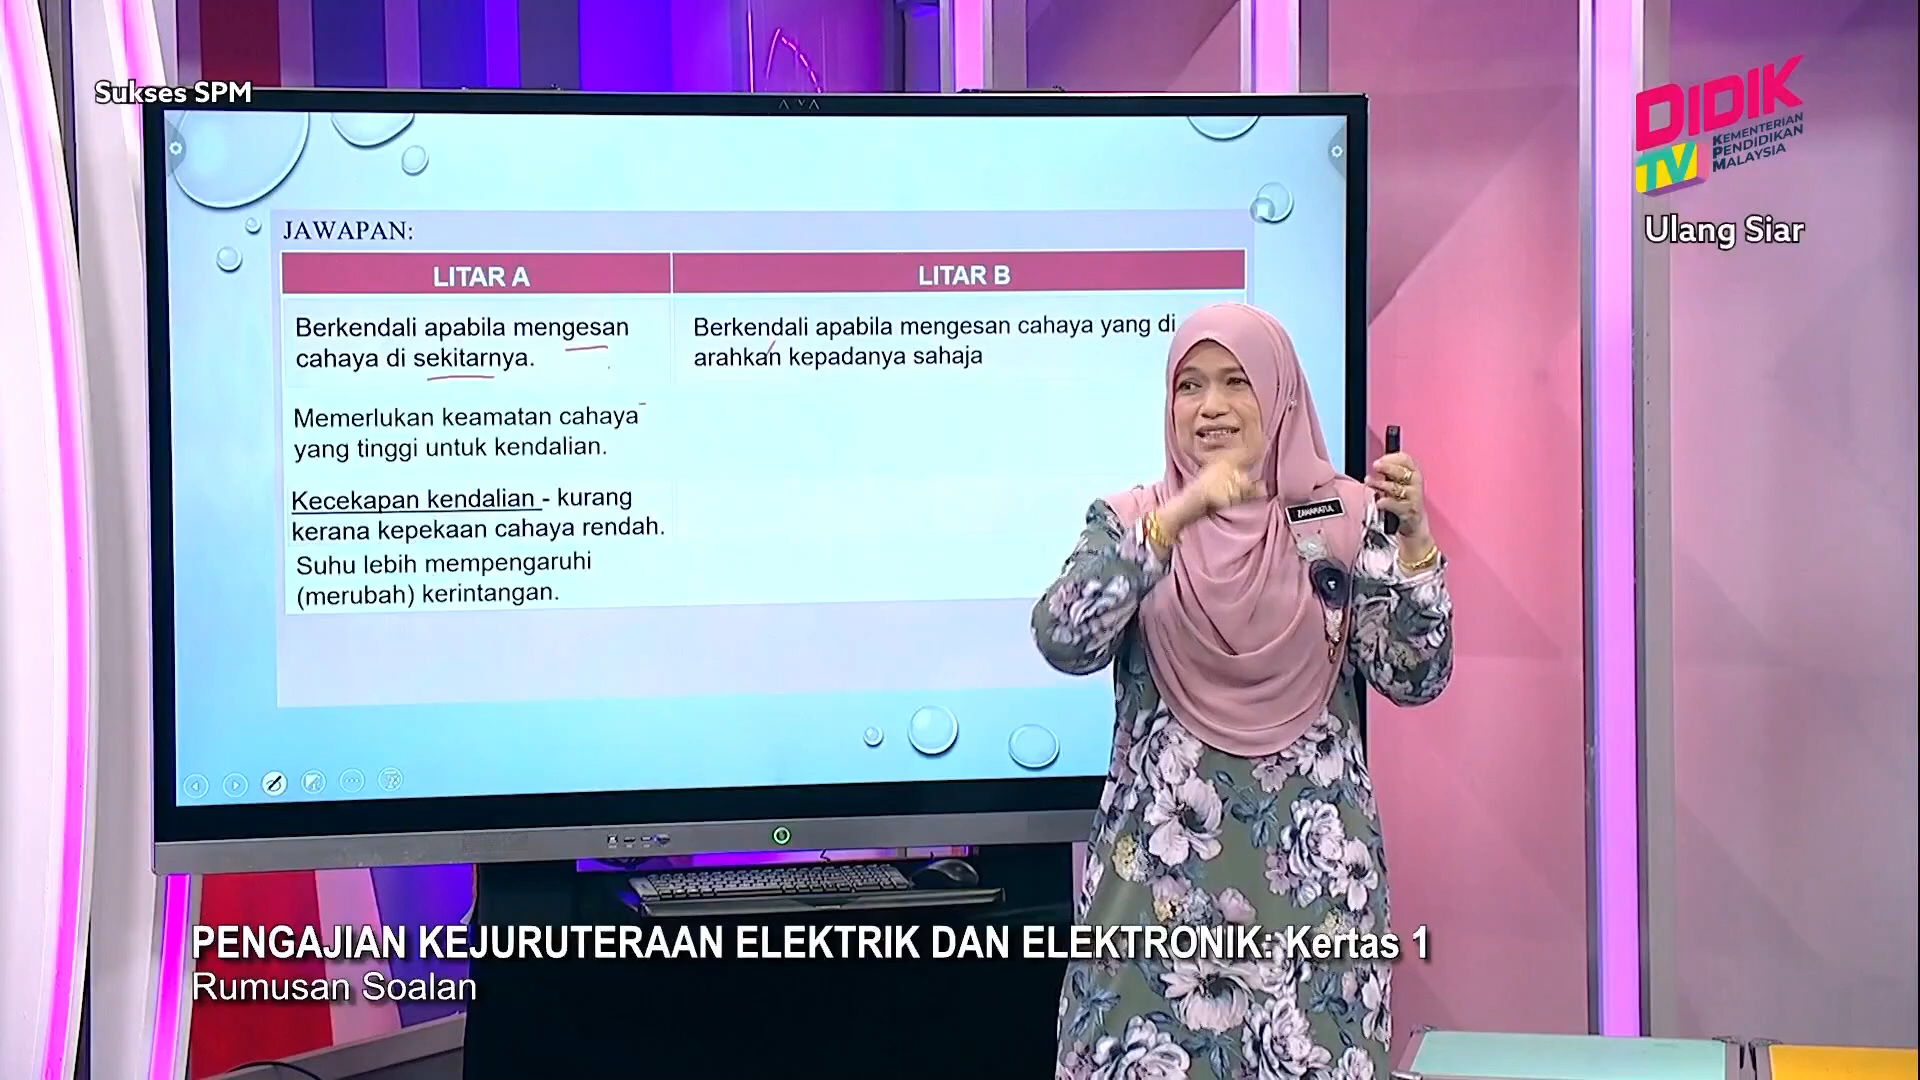 Sukses SPM
DIDIK
TV
KEMENTERIAN
PENDIDIKAN
MALAYSIA
Ulang Siar
JAWAPAN:
LITAR A
LITAR B
Berkendali apabila mengesan
cahaya di sekitarnya.
Berkendali apabila mengesan cahaya yang di
arahkan kepadanya sahaja
Memerlukan keamatan cahaya
yang tinggi untuk kendalian.
Kecekapan kendalian - kurang
kerana kepekaan cahaya rendah.
Suhu lebih mempengaruhi
(merubah) kerintangan.
PENGAJIAN KEJURUTERAAN ELEKTRIK DAN ELEKTRONIK: Kertas 1
Rumusan Soalan